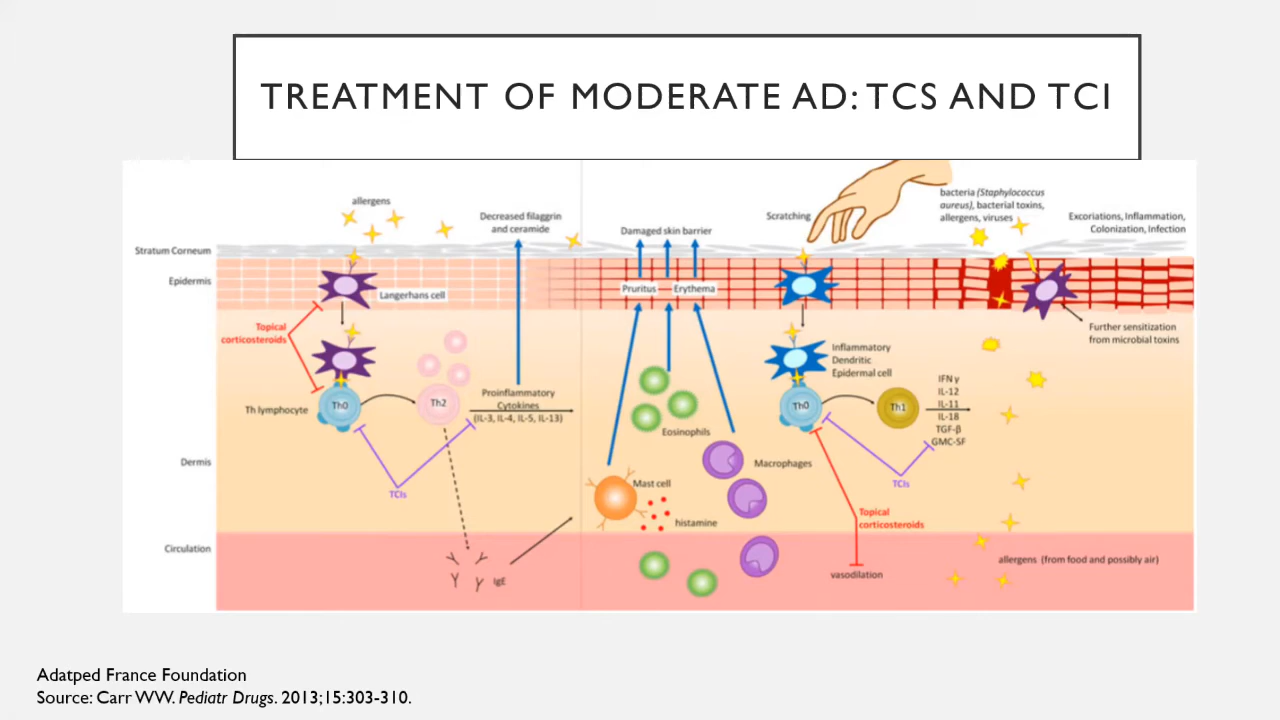 TREATMENT OF MODERATE AD: TCS AND TCI
allergens
Decreased filaggrin
and ceramide
Damaged skin barrier
Scratching
bacteria (Staphylococcus
aureus), bacterial toxins,
allergens, viruses
Excoriations, Inflammation,
Colonization, Infection
Stratum Corneum
Epidermis
Langerhans cell
Pruritus
Erythema
Topical
corticosteroids
Further sensitization
from microbial toxins
Inflammatory
Dendritic
Epidermal cell
Th lymphocyte
Th0
Th2
Proinflammatory
Cytokines
(IL-3, IL-4, IL-5, IL-13)
Eosinophils
Th0
Th1
IFN γ
IL-12
IL-11
IL-18
TGF-β
GMC-SF
Dermis
TCIs
Mast cell
Macrophages
TCIs
histamine
Topical
corticosteroids
Circulation
IgE
vasodilation
allergens (from food and possibly air)
Adatped France Foundation
Source: Carr WW. Pediatr Drugs. 2013;15:303-310.